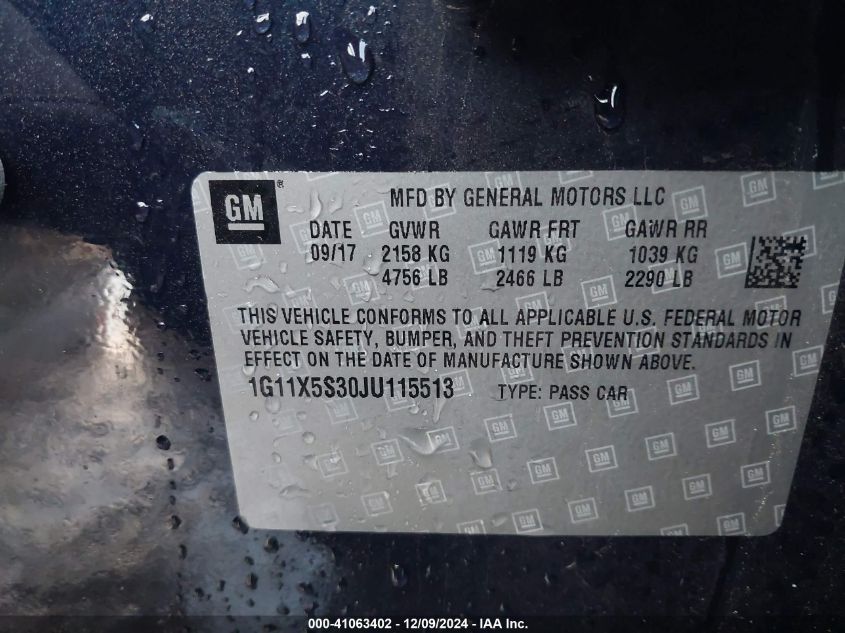 GM ® MFD BY GENERAL MOTORS LLC
DATE GVWR GAWR FRT GAWR RR
09/17 2158 KG 1119 KG 1039 KG
4756 LB 2466 LB 2290 LB
THIS VEHICLE CONFORMS TO ALL APPLICABLE U.S. FEDERAL MOTOR
VEHICLE SAFETY, BUMPER, AND THEFT PREVENTION STANDARDS IN
EFFECT ON THE DATE OF MANUFACTURE SHOWN ABOVE.
1G11X5S30JU115513 TYPE: PASS CAR
000-41063402 - 12/09/2024 - IAA Inc.